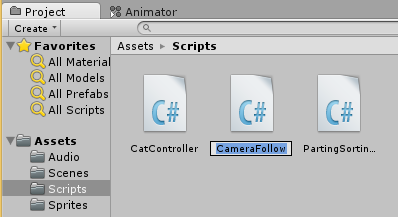 Project
Animator
Create
Favorites
All Material
All Models
All Prefabs
All Scripts
Assets
Audio
Scenes
Scripts
Sprites
Assets Scripts
C#
C#
C#
CatController
CameraFollow
PartingSortin...